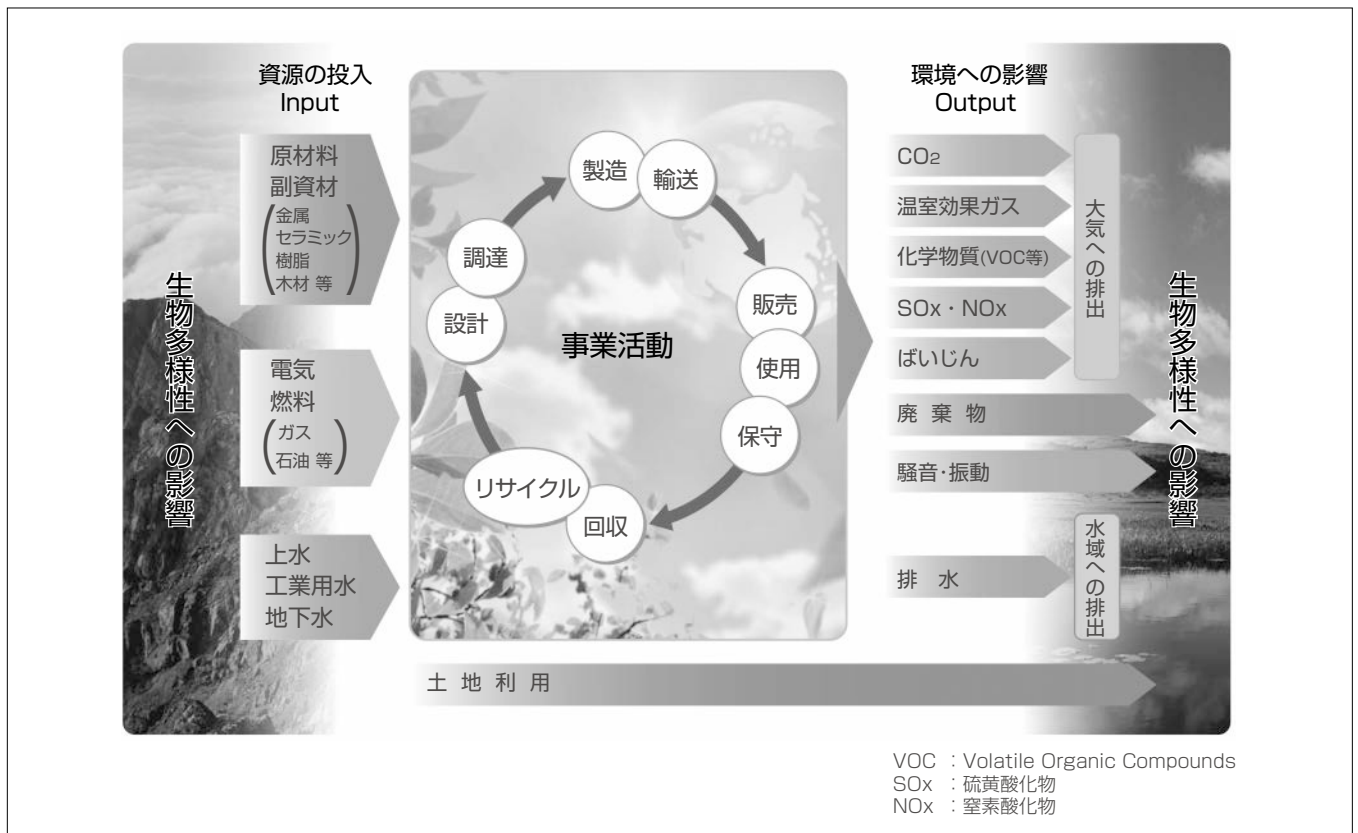 生物多様性への影響
資源の投入
Input
原材料
副資材
(金属
セラミック
樹脂
木材 等)
電気
燃料
(ガス
石油 等)
上水
工業用水
地下水
製造
輸送
調達
設計
販売
使用
保守
事業活動
リサイクル
回収
土地利用
環境への影響
Output
CO₂
温室効果ガス
化学物質(VOC等)
SOx・NOx
ばいじん
大気への排出
廃棄物
騒音・振動
排水
水域への排出
生物多様性への影響
VOC :Volatile Organic Compounds
SOx :硫黄酸化物
NOx :窒素酸化物